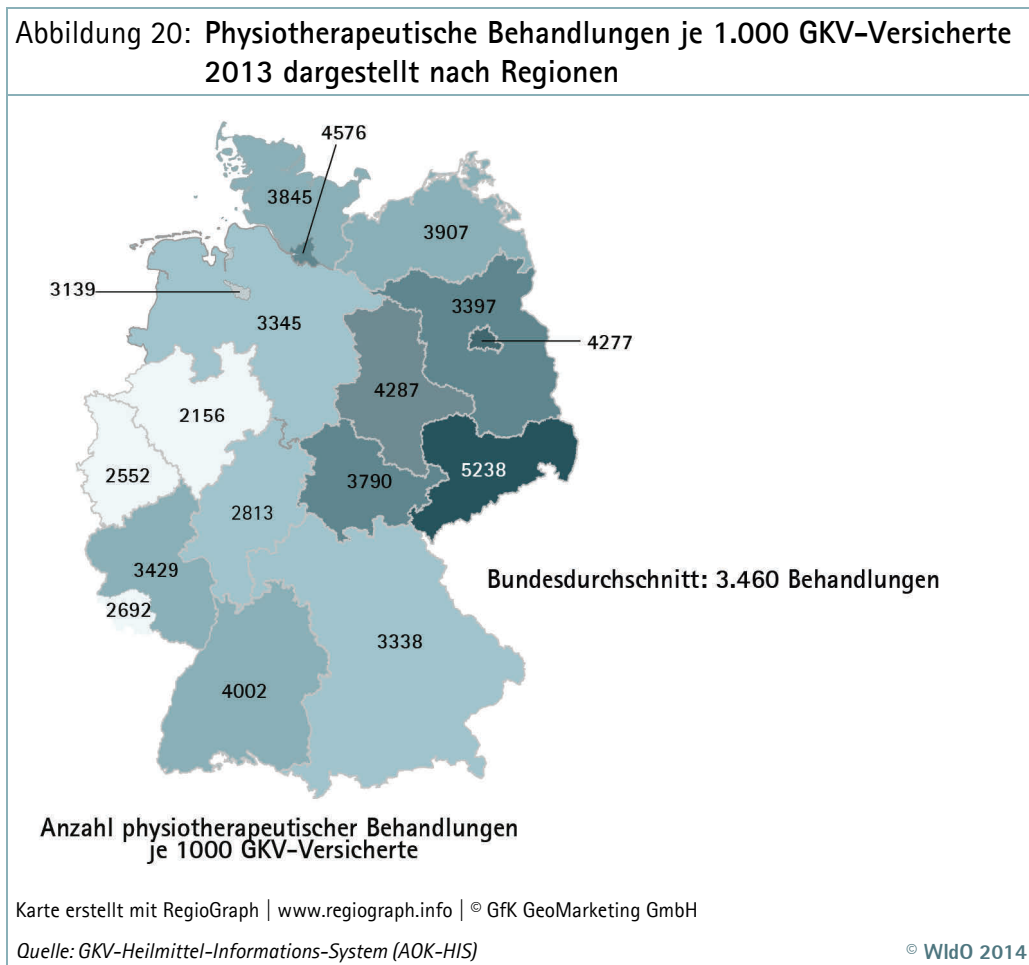 Abbildung 20: Physiotherapeutische Behandlungen je 1.000 GKV-Versicherte
2013 dargestellt nach Regionen
4576
3845
3907
3139
3345
3397
4277
4287
2156
2552
5238
3790
2813
3429
Bundesdurchschnitt: 3.460 Behandlungen
2692
3338
4002
Anzahl physiotherapeutischer Behandlungen
je 1000 GKV-Versicherte
Karte erstellt mit RegioGraph | www.regiograph.info | © GfK GeoMarketing GmbH
Quelle: GKV-Heilmittel-Informations-System (AOK-HIS)
© WIdO 2014